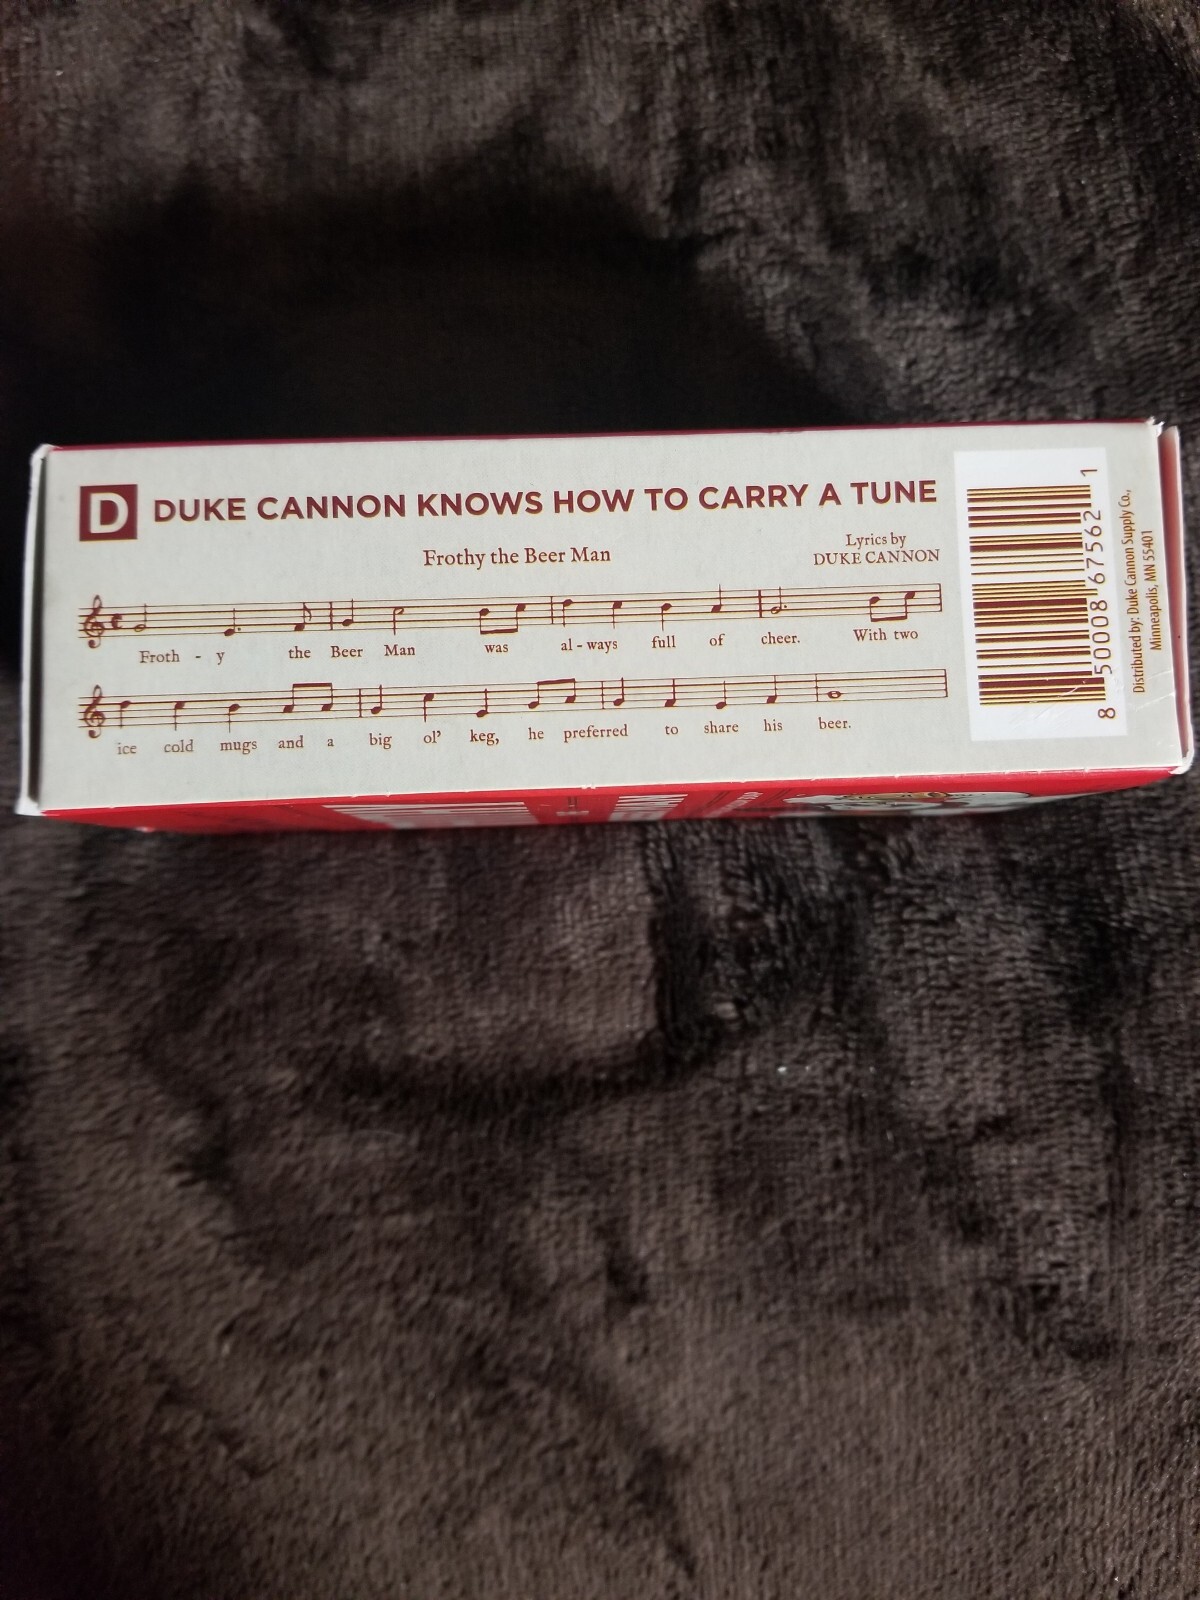 D DUKE CANNON KNOWS HOW TO CARRY A TUNE
Frothy the Beer Man
Lyrics by
DUKE CANNON
Froth - y the Beer Man was al - ways full of cheer. With two
ice cold mugs and a big ol' keg, he preferred to share his beer.
8 50008 67562 1
Distributed by: Duke Cannon Supply Co.,
Minneapolis, MN 55401